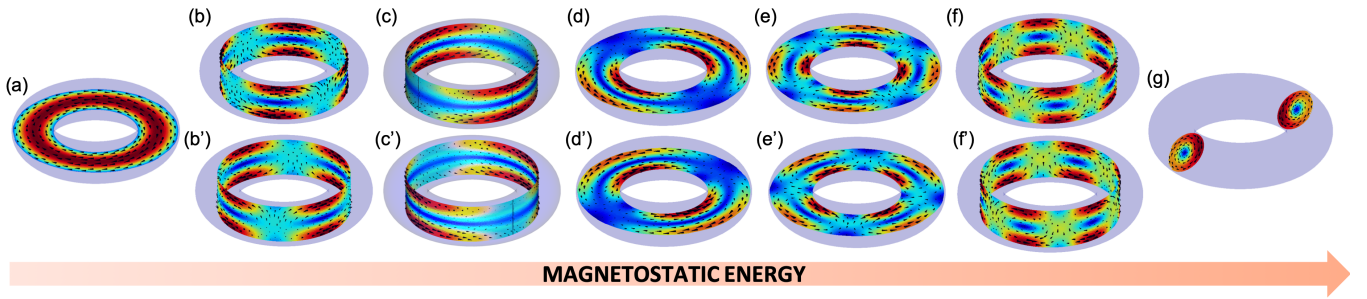 (a)
(b)
(c)
(d)
(e)
(f)
(g)
(b')
(c')
(d')
(e')
(f')
MAGNETOSTATIC ENERGY